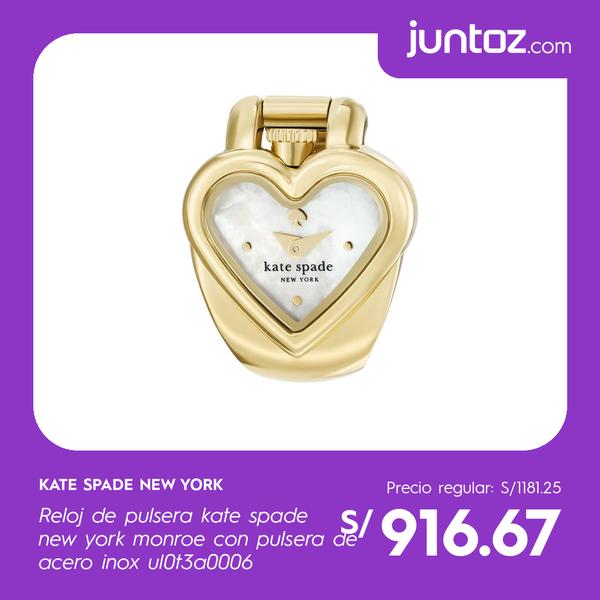 juntoz.com
kate spade
NEW YORK
KATE SPADE NEW YORK
Reloj de pulsera kate spade
new york monroe con pulsera de
acero inox ul0t3a0006
Precio regular: S/1181.25
S/ 916.67